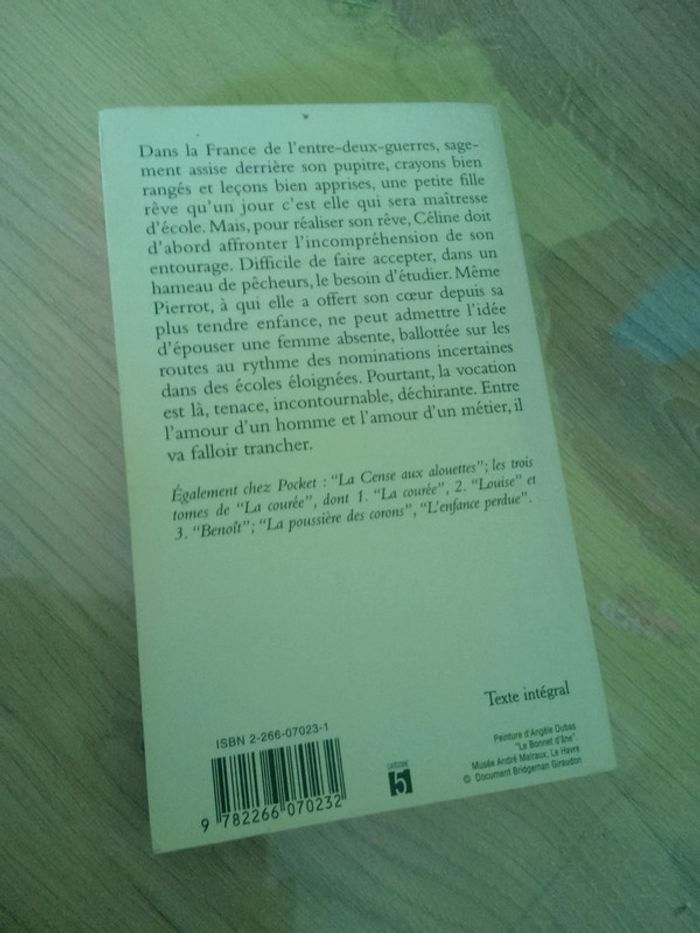 Dans la France de l'entre-deux-guerres, sage-
ment assise derrière son pupitre, crayons bien
rangés et leçons bien apprises, une petite fille
rêve qu'un jour c'est elle qui sera maîtresse
d'école. Mais, pour réaliser son rêve, Céline doit
d'abord affronter l'incompréhension de son
entourage. Difficile de faire accepter, dans un
hameau de pêcheurs, le besoin d'étudier. Même
Pierrot, à qui elle a offert son cœur depuis sa
plus tendre enfance, ne peut admettre l'idée
d'épouser une femme absente, ballottée sur les
routes au rythme des nominations incertaines
dans des écoles éloignées. Pourtant, la vocation
est là, tenace, incontournable, déchirante. Entre
l'amour d'un homme et l'amour d'un métier, il
va falloir trancher.
Également chez Pocket : "La Cense aux alouettes"; les trois
tomes de "La courée", dont 1. "La courée", 2. "Louise" et
3. "Benoît"; "La poussière des corons", "L'enfance perdue".
Texte intégral
Peinture d'Angèle Dubas
"Le Bonnet d'âne".
Musée André Malraux, Le Havre
© Document Bridgeman Giraudon
ISBN 2-266-07023-1
9 782266 070232
CATÉGORIE
5